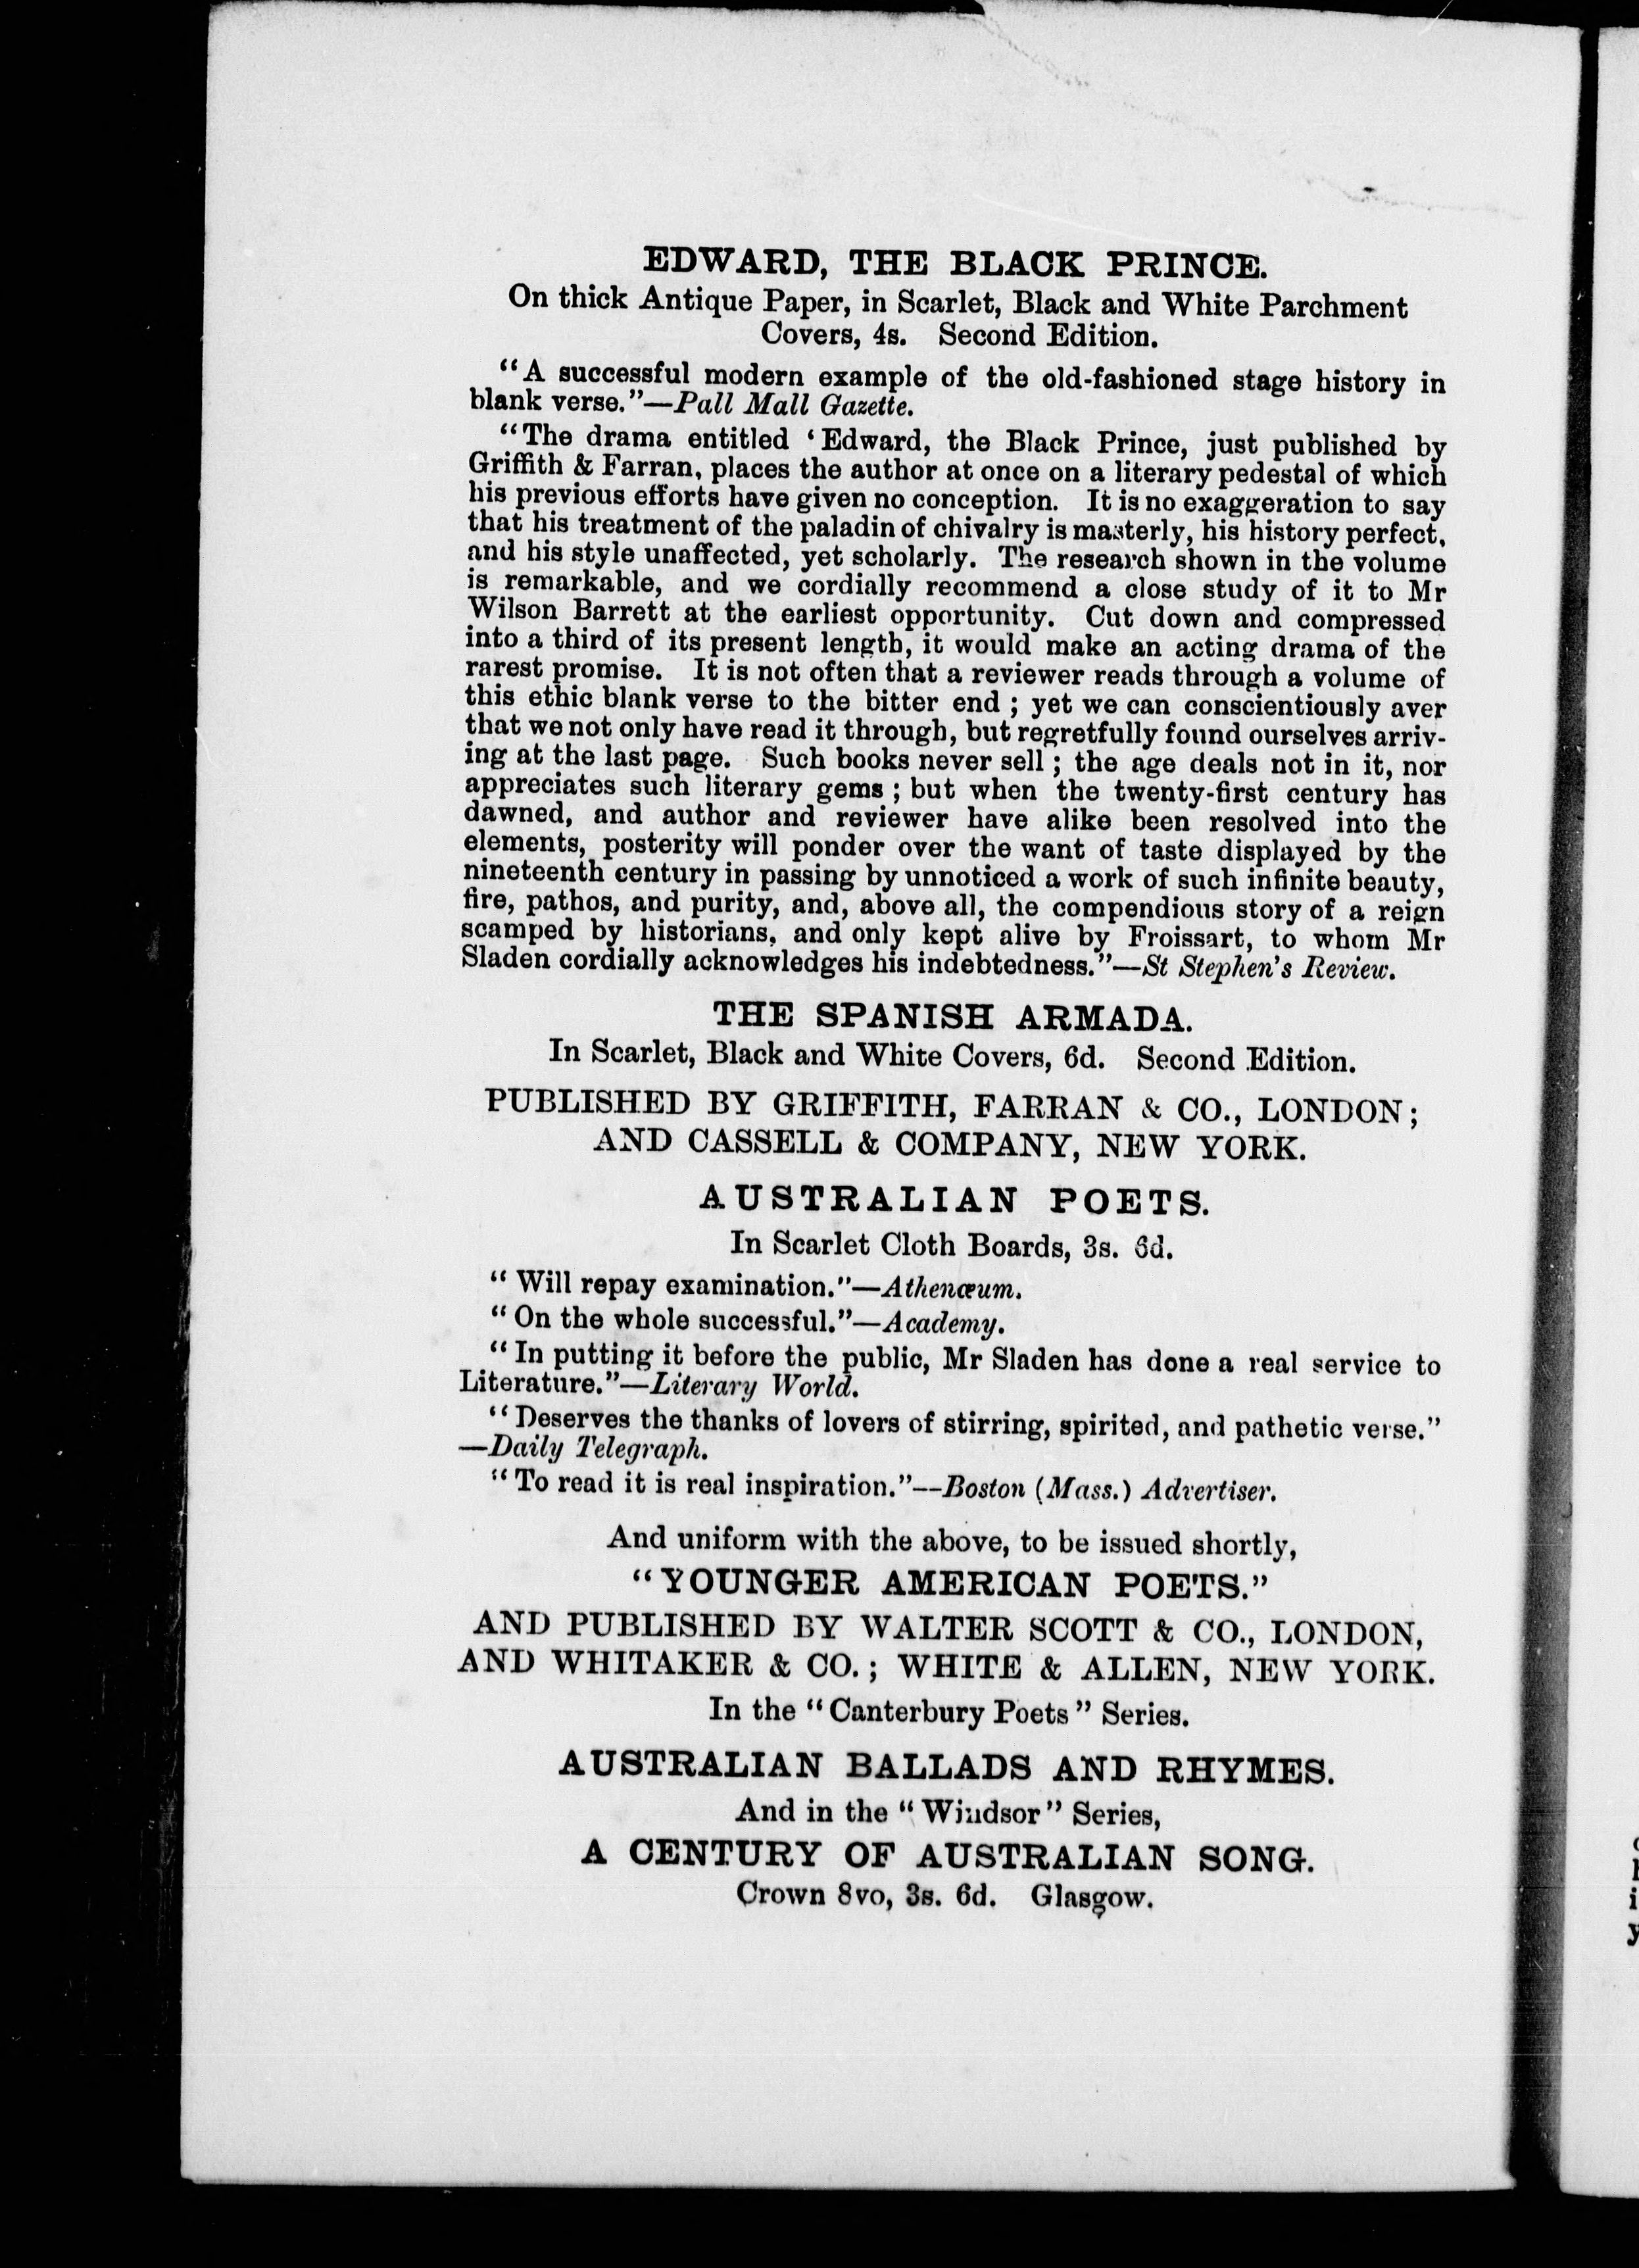 EDWARD, THE BLACK PRINCE.
On thick Antique Paper, in Scarlet, Black and White Parchment
Covers, 4s. Second Edition.
“A successful modern example of the old-fashioned stage history in
blank verse.”—Pall Mall Gazette.
“The drama entitled ‘Edward, the Black Prince, just published by
Griffith & Farran, places the author at once on a literary pedestal of which
his previous efforts have given no conception. It is no exaggeration to say
that his treatment of the paladin of chivalry is masterly, his history perfect,
and his style unaffected, yet scholarly. The research shown in the volume
is remarkable, and we cordially recommend a close study of it to Mr
Wilson Barrett at the earliest opportunity. Cut down and compressed
into a third of its present length, it would make an acting drama of the
rarest promise. It is not often that a reviewer reads through a volume of
this ethic blank verse to the bitter end ; yet we can conscientiously aver
that we not only have read it through, but regretfully found ourselves arriv-
ing at the last page. Such books never sell ; the age deals not in it, nor
appreciates such literary gems ; but when the twenty-first century has
dawned, and author and reviewer have alike been resolved into the
elements, posterity will ponder over the want of taste displayed by the
nineteenth century in passing by unnoticed a work of such infinite beauty,
fire, pathos, and purity, and, above all, the compendious story of a reign
scamped by historians, and only kept alive by Froissart, to whom Mr
Sladen cordially acknowledges his indebtedness.”—St Stephen's Review.
THE SPANISH ARMADA.
In Scarlet, Black and White Covers, 6d. Second Edition.
PUBLISHED BY GRIFFITH, FARRAN & CO., LONDON;
AND CASSELL & COMPANY, NEW YORK.
AUSTRALIAN POETS.
In Scarlet Cloth Boards, 3s. 6d.
“Will repay examination.”—Athenæum.
“On the whole successful.”—Academy.
“In putting it before the public, Mr Sladen has done a real service to
Literature.”—Literary World.
“Deserves the thanks of lovers of stirring, spirited, and pathetic verse.”
—Daily Telegraph.
“To read it is real inspiration.”—Boston (Mass.) Advertiser.
And uniform with the above, to be issued shortly,
“YOUNGER AMERICAN POETS.”
AND PUBLISHED BY WALTER SCOTT & CO., LONDON,
AND WHITAKER & CO.; WHITE & ALLEN, NEW YORK.
In the “Canterbury Poets” Series.
AUSTRALIAN BALLADS AND RHYMES.
And in the “Windsor” Series,
A CENTURY OF AUSTRALIAN SONG.
Crown 8vo, 3s. 6d. Glasgow.